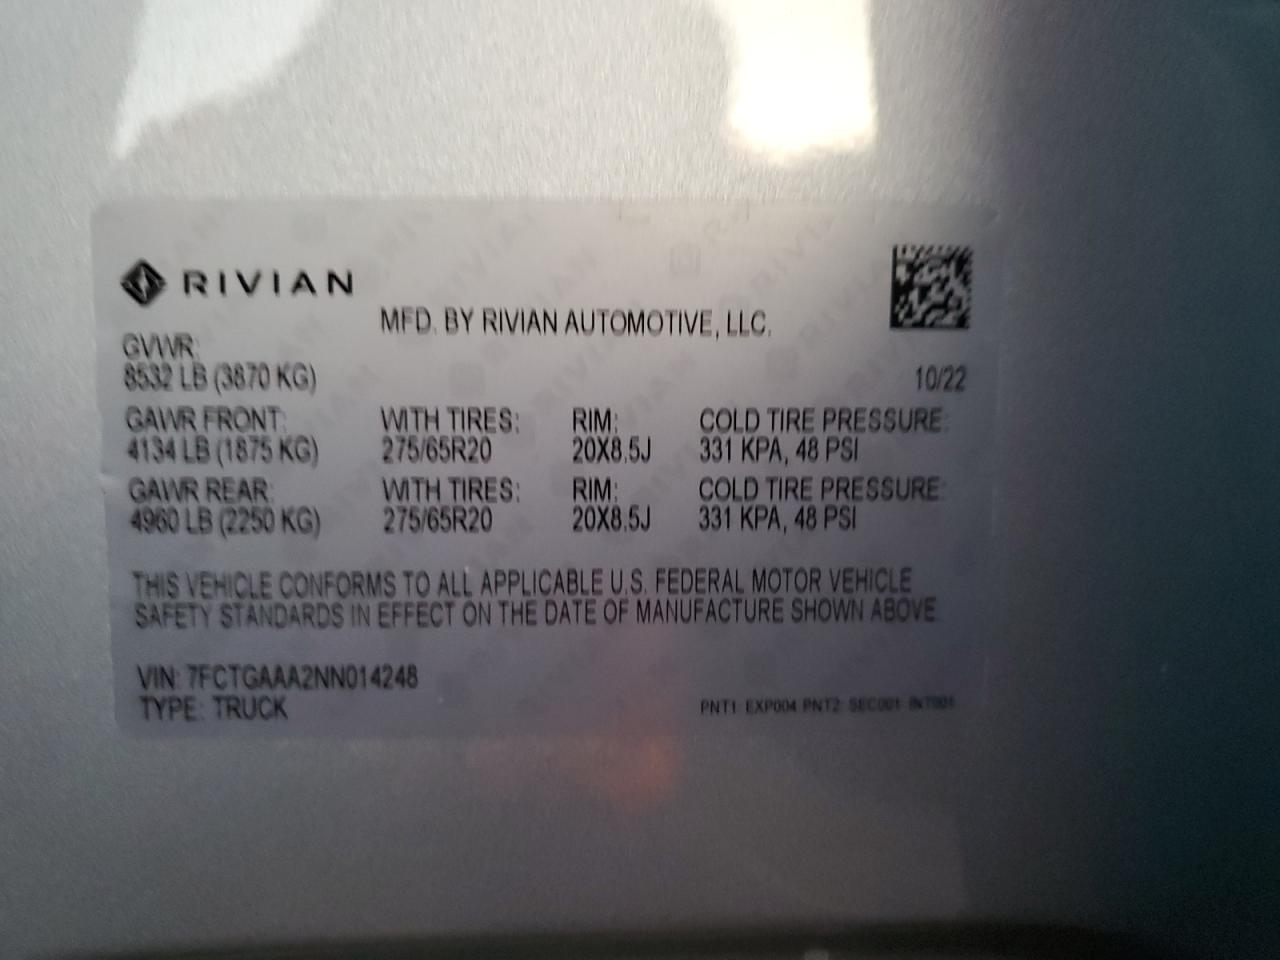 RIVIAN
MFD. BY RIVIAN AUTOMOTIVE, LLC.
GVWR:
8532 LB (3870 KG)
10/22
GAWR FRONT: WITH TIRES: RIM: COLD TIRE PRESSURE:
4134 LB (1875 KG) 275/65R20 20X8.5J 331 KPA, 48 PSI
GAWR REAR: WITH TIRES: RIM: COLD TIRE PRESSURE:
4960 LB (2250 KG) 275/65R20 20X8.5J 331 KPA, 48 PSI
THIS VEHICLE CONFORMS TO ALL APPLICABLE U.S. FEDERAL MOTOR VEHICLE
SAFETY STANDARDS IN EFFECT ON THE DATE OF MANUFACTURE SHOWN ABOVE.
VIN: 7FCTGAAA2NN014248
TYPE: TRUCK
PNT1: EXP004 PNT2: SEC001 INT001